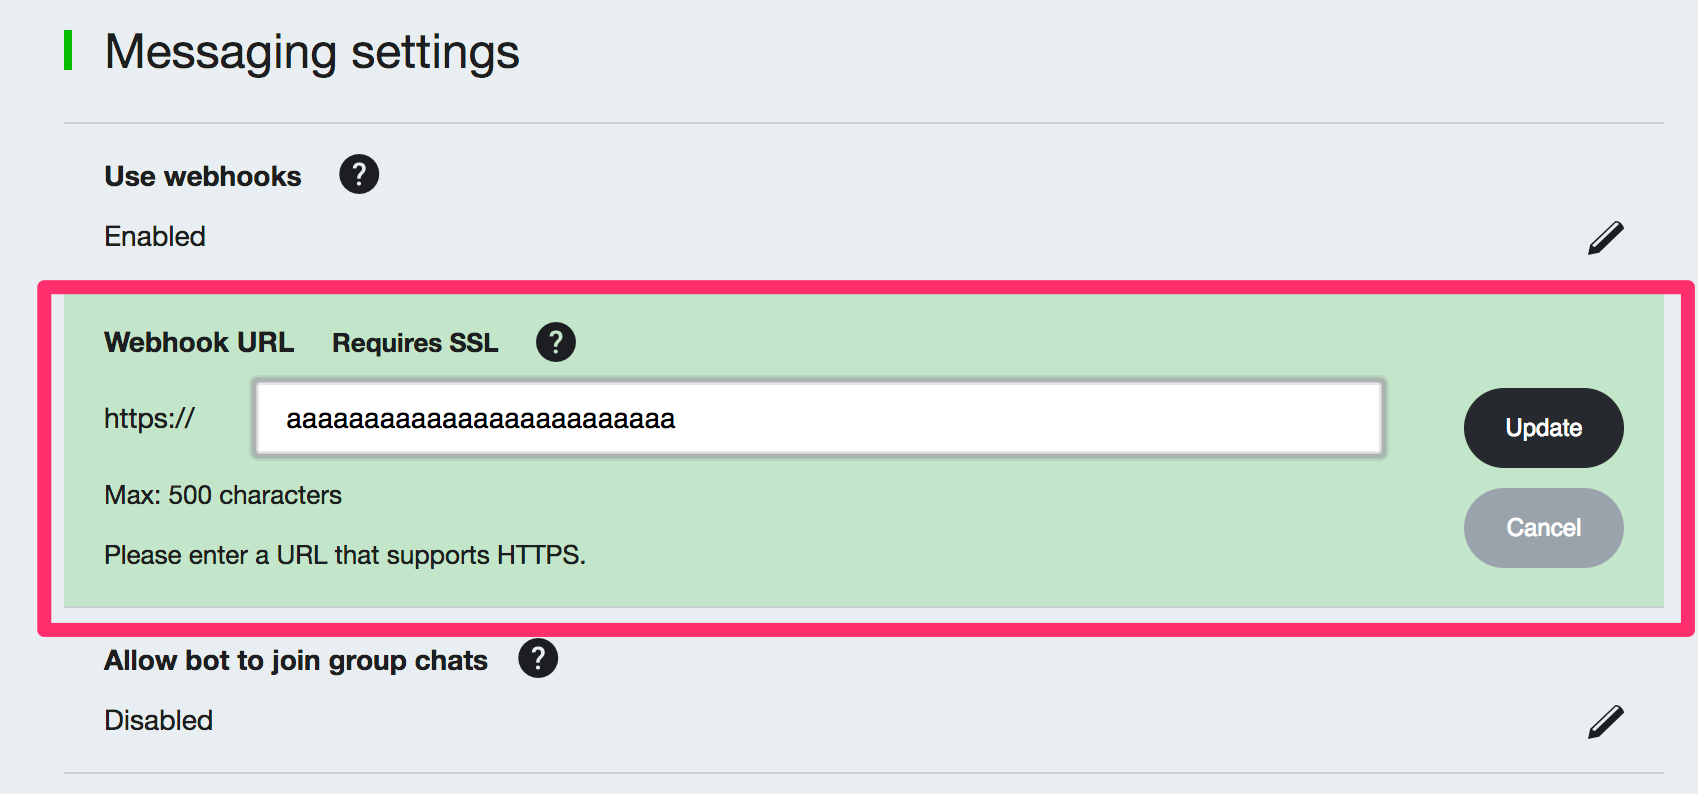 Messaging settings
Use webhooks ?
Enabled
Webhook URL Requires SSL ?
https:// aaaaaaaaaaaaaaaaaaaaaaaaa
Update
Max: 500 characters
Cancel
Please enter a URL that supports HTTPS.
Allow bot to join group chats ?
Disabled